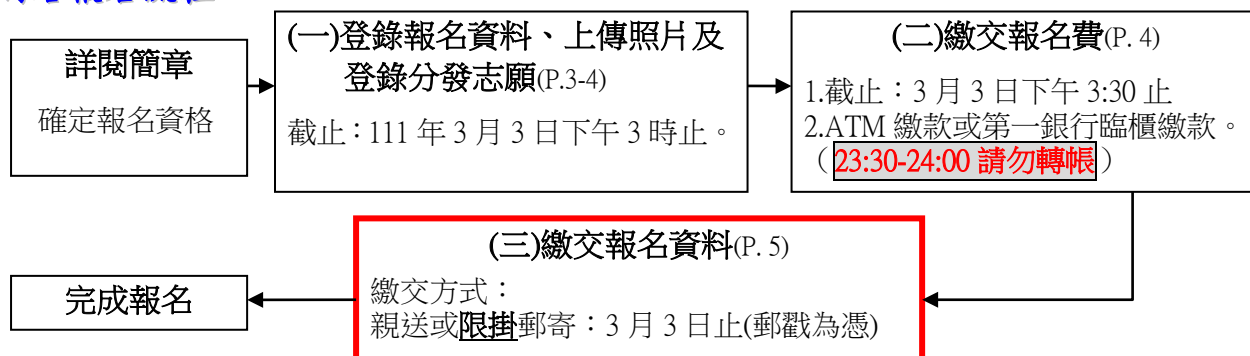 詳閱簡章
確定報名資格
(一)登錄報名資料、上傳照片及
登錄分發志願(P.3-4)
截止：111 年 3 月 3 日下午 3 時止。
(二)繳交報名費(P. 4)
1.截止：3 月 3 日下午 3:30 止
2.ATM 繳款或第一銀行臨櫃繳款。
（23:30-24:00 請勿轉帳）
(三)繳交報名資料(P. 5)
繳交方式：
親送或限掛郵寄：3 月 3 日止(郵戳為憑)
完成報名